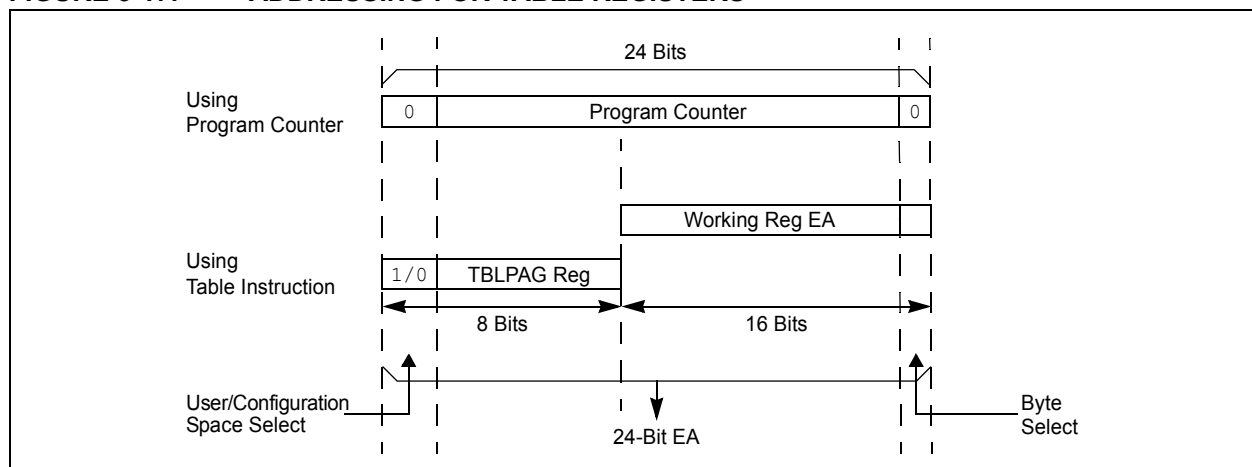 24 Bits
Using
Program Counter
0 Program Counter 0
Working Reg EA
Using
Table Instruction
1/0 TBLPAG Reg
8 Bits 16 Bits
User/Configuration
Space Select
Byte
Select
24-Bit EA